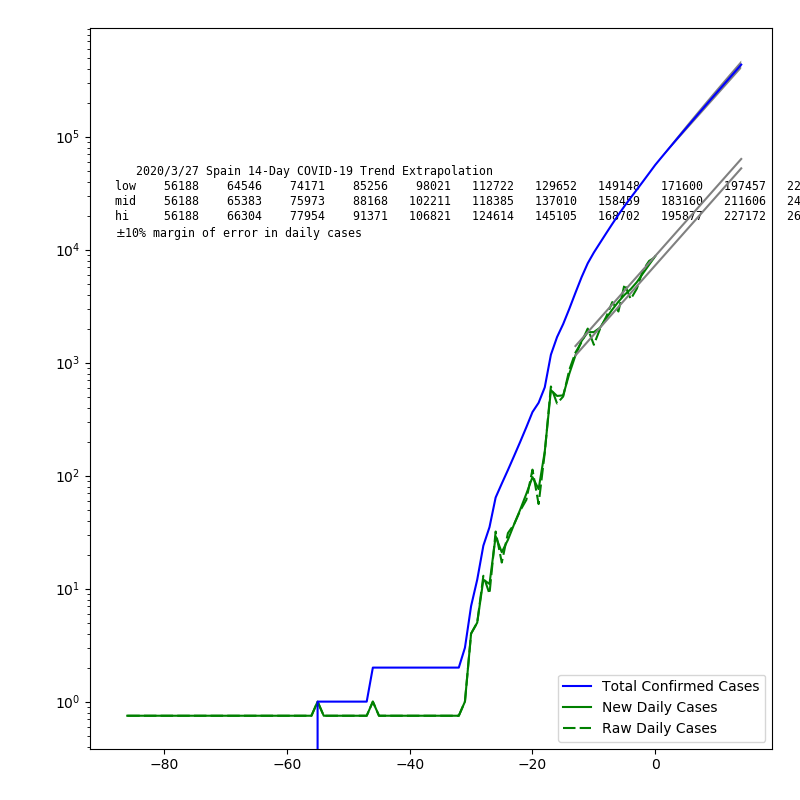 10^5
10^4
10^3
10^2
10^1
10^0
2020/3/27 Spain 14-Day COVID-19 Trend Extrapolation
low 56188 64546 74171 85256 98021 112722 129652 149148 171600 197457 22
mid 56188 65383 75973 88168 102211 118385 137010 158459 183160 211606 24
hi 56188 66304 77954 91371 106821 124614 145105 168702 195877 227172 26
±10% margin of error in daily cases
Total Confirmed Cases
New Daily Cases
Raw Daily Cases
−80 −60 −40 −20 0